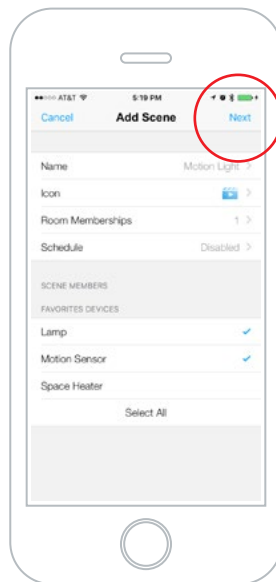 ●●○○○ AT&T 5:19 PM
Cancel Add Scene Next
Name Motion Light >
Icon >
Room Memberships 1 >
Schedule Disabled >
SCENE MEMBERS
FAVORITES DEVICES
Lamp ✓
Motion Sensor ✓
Space Heater
Select All